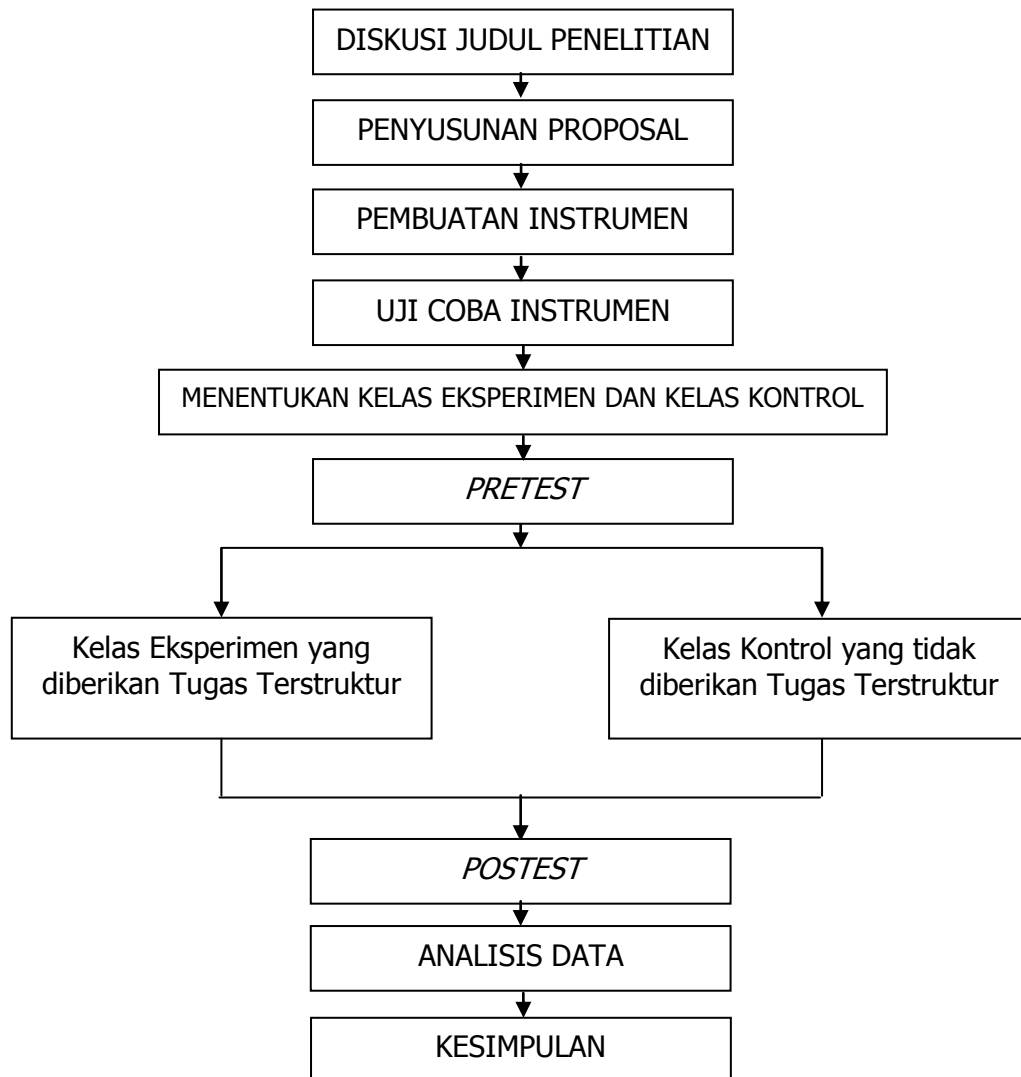 DISKUSI JUDUL PENELITIAN
PENYUSUNAN PROPOSAL
PEMBUATAN INSTRUMEN
UJI COBA INSTRUMEN
MENENTUKAN KELAS EKSPERIMEN DAN KELAS KONTROL
PRETEST
Kelas Eksperimen yang
diberikan Tugas Terstruktur
Kelas Kontrol yang tidak
diberikan Tugas Terstruktur
POSTEST
ANALISIS DATA
KESIMPULAN